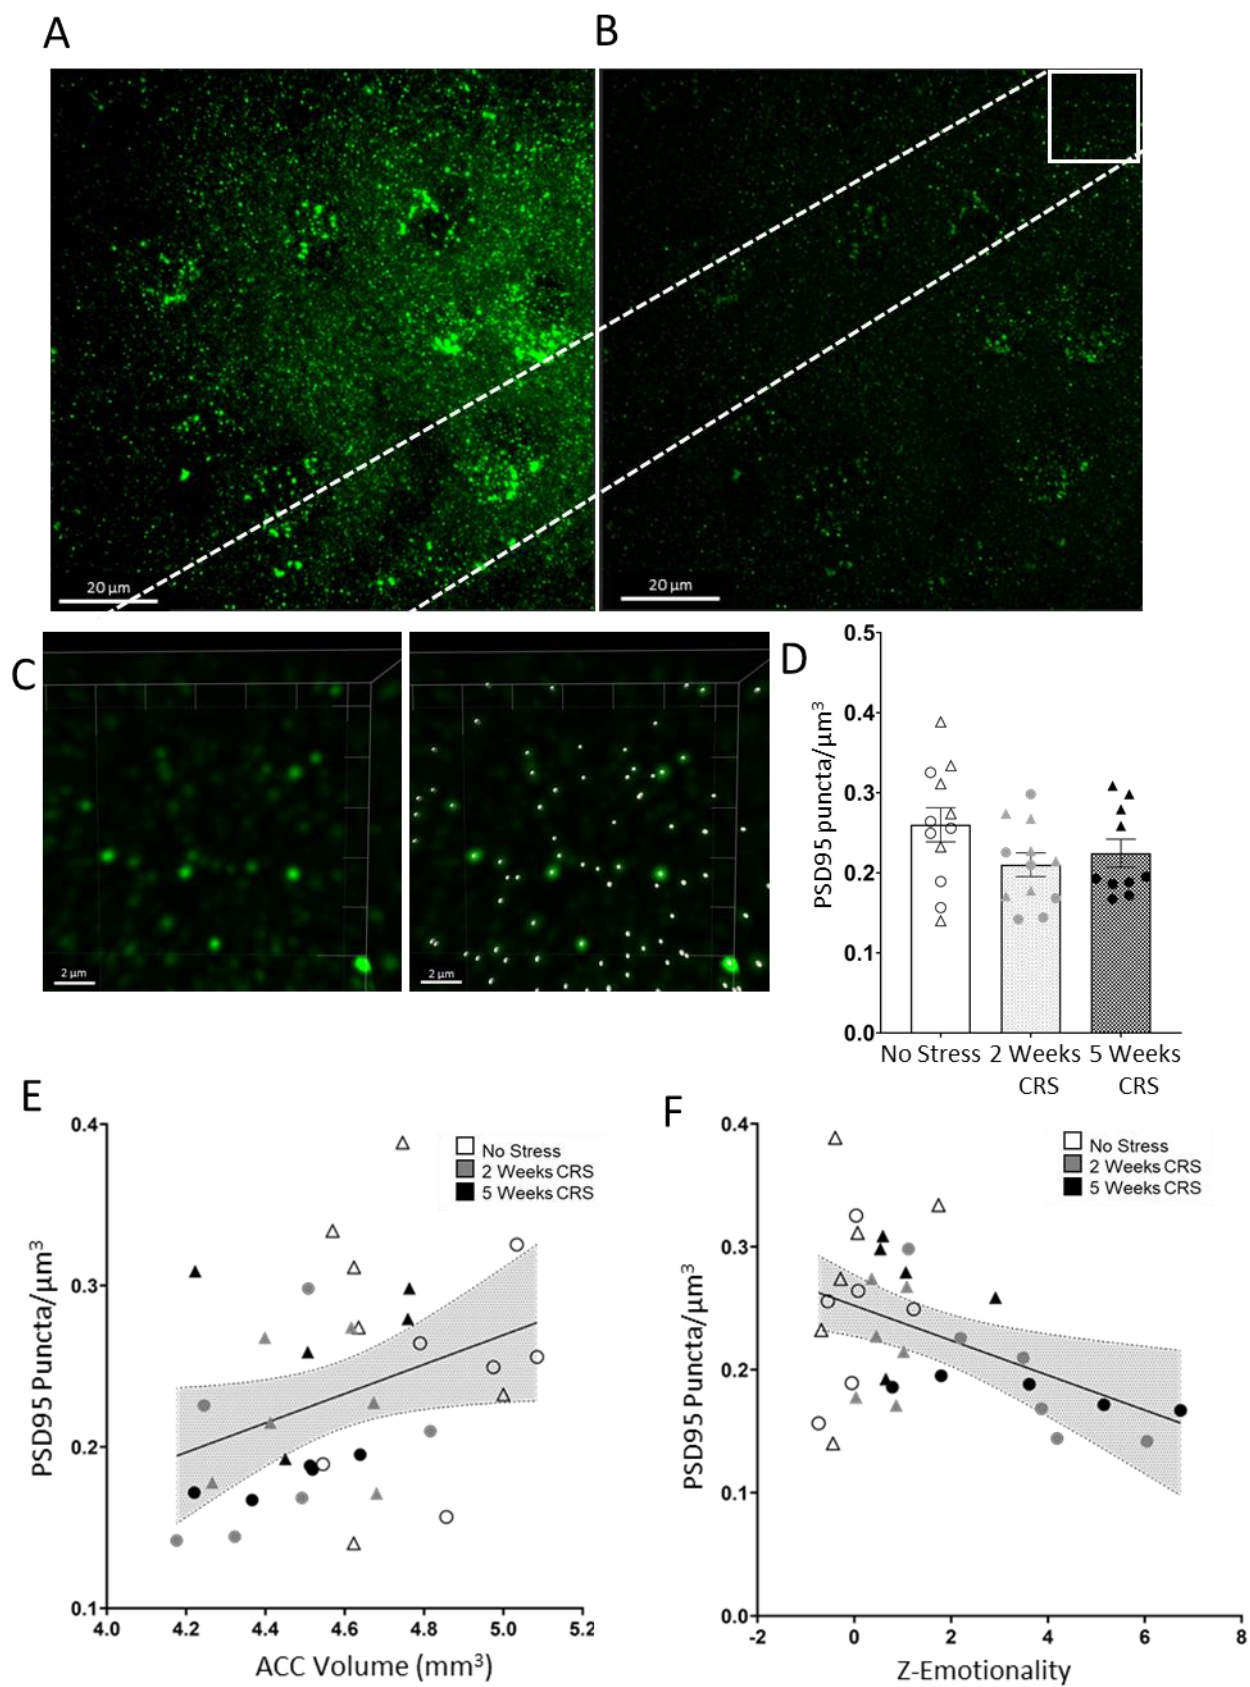 A
B
20 µm
20 µm
C
2 µm
2 µm
D
PSD95 puncta/µm³
0.5
0.4
0.3
0.2
0.1
0.0
No Stress
2 Weeks
CRS
5 Weeks
CRS
E
PSD95 Puncta/µm³
0.4
0.3
0.2
0.1
No Stress
2 Weeks CRS
5 Weeks CRS
4.0
4.2
4.4
4.6
4.8
5.0
5.2
ACC Volume (mm³)
F
PSD95 Puncta/µm³
0.4
0.3
0.2
0.1
0.0
No Stress
2 Weeks CRS
5 Weeks CRS
-2
0
2
4
6
8
Z-Emotionality